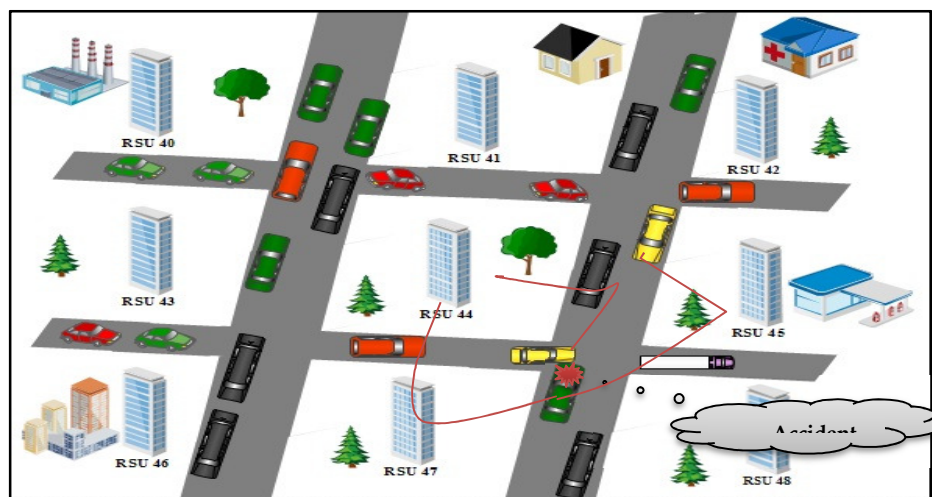 RSU 40
RSU 41
RSU 42
RSU 43
RSU 44
RSU 45
RSU 46
RSU 47
RSU 48
Accident